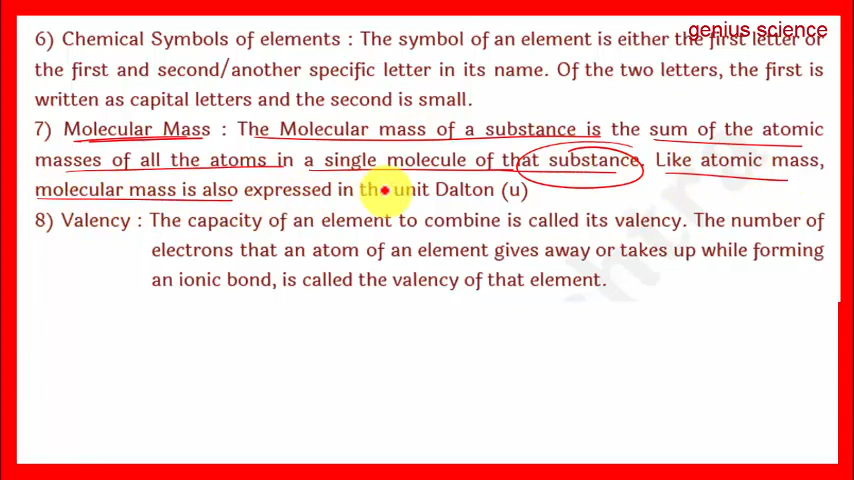 genius science
6) Chemical Symbols of elements : The symbol of an element is either the first letter or
the first and second/another specific letter in its name. Of the two letters, the first is
written as capital letters and the second is small.
7) Molecular Mass : The Molecular mass of a substance is the sum of the atomic
masses of all the atoms in a single molecule of that substance. Like atomic mass,
molecular mass is also expressed in the unit Dalton (u)
8) Valency : The capacity of an element to combine is called its valency. The number of
electrons that an atom of an element gives away or takes up while forming
an ionic bond, is called the valency of that element.